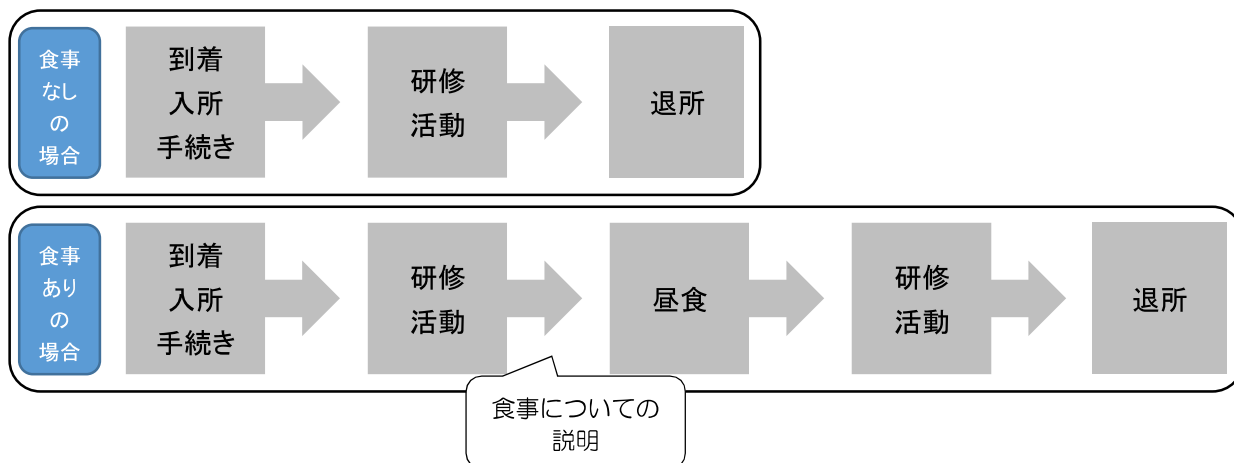 食事
なし
の
場合
到着
入所
手続き
研修
活動
退所
食事
あり
の
場合
到着
入所
手続き
研修
活動
昼食
研修
活動
退所
食事についての
説明